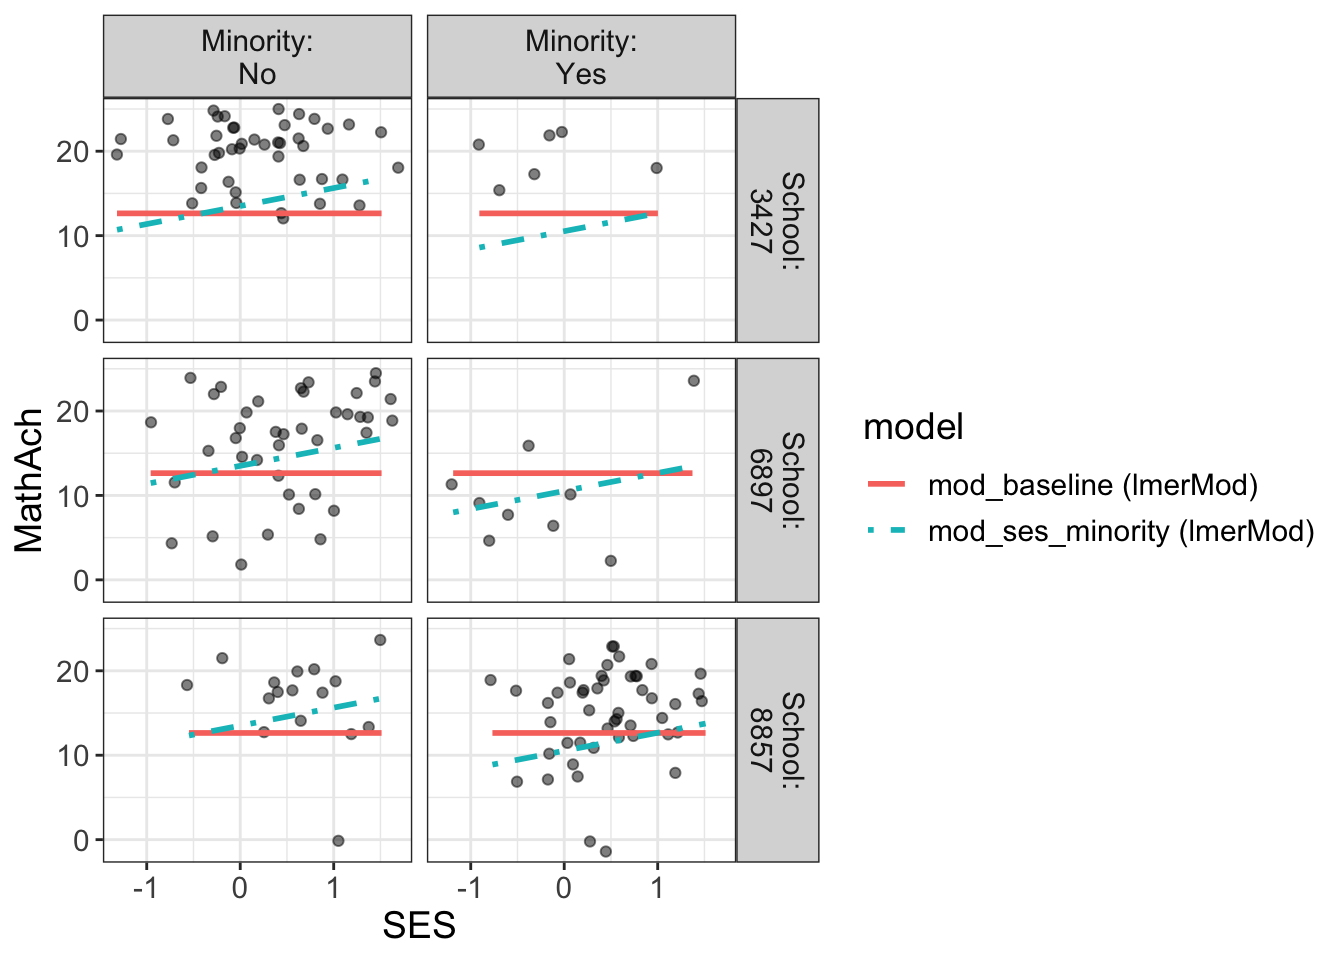 Minority:
No
Minority:
Yes
20
10
0
School:
3427
20
10
0
School:
6897
20
10
0
School:
8857
-1
0
1
-1
0
1
SES
MathAch
model
mod_baseline (lmerMod)
mod_ses_minority (lmerMod)